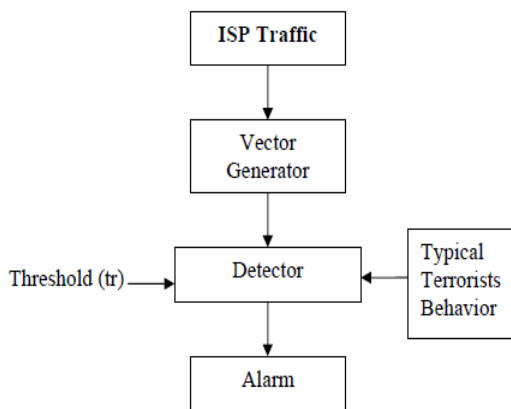 ISP Traffic
Vector
Generator
Threshold (tr)
Detector
Typical
Terrorists
Behavior
Alarm